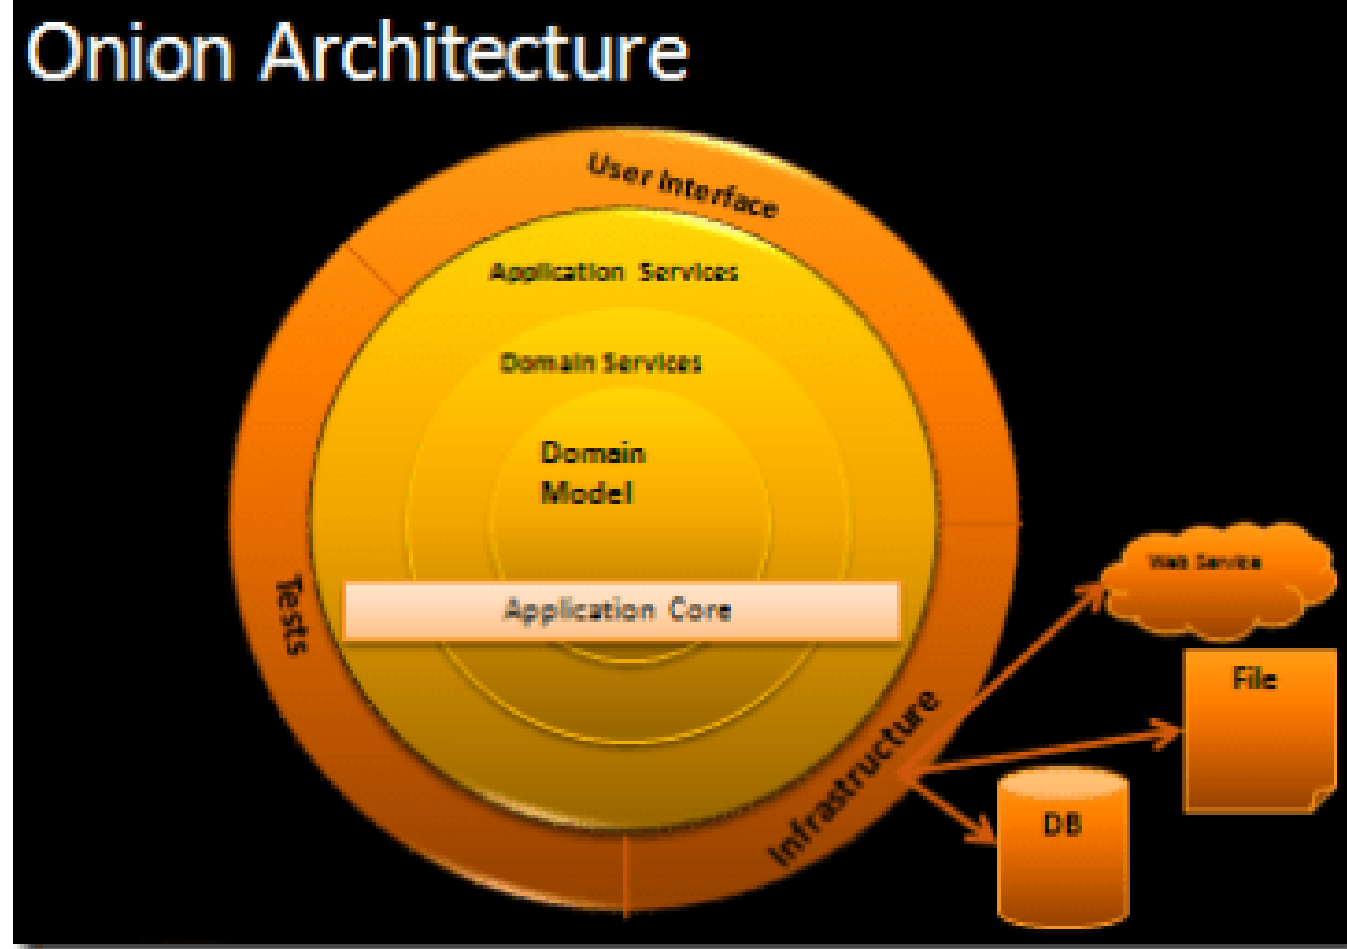 Onion Architecture
User Interface
Application Services
Domain Services
Domain
Model
Application Core
Tests
Infrastructure
Web Service
File
DB